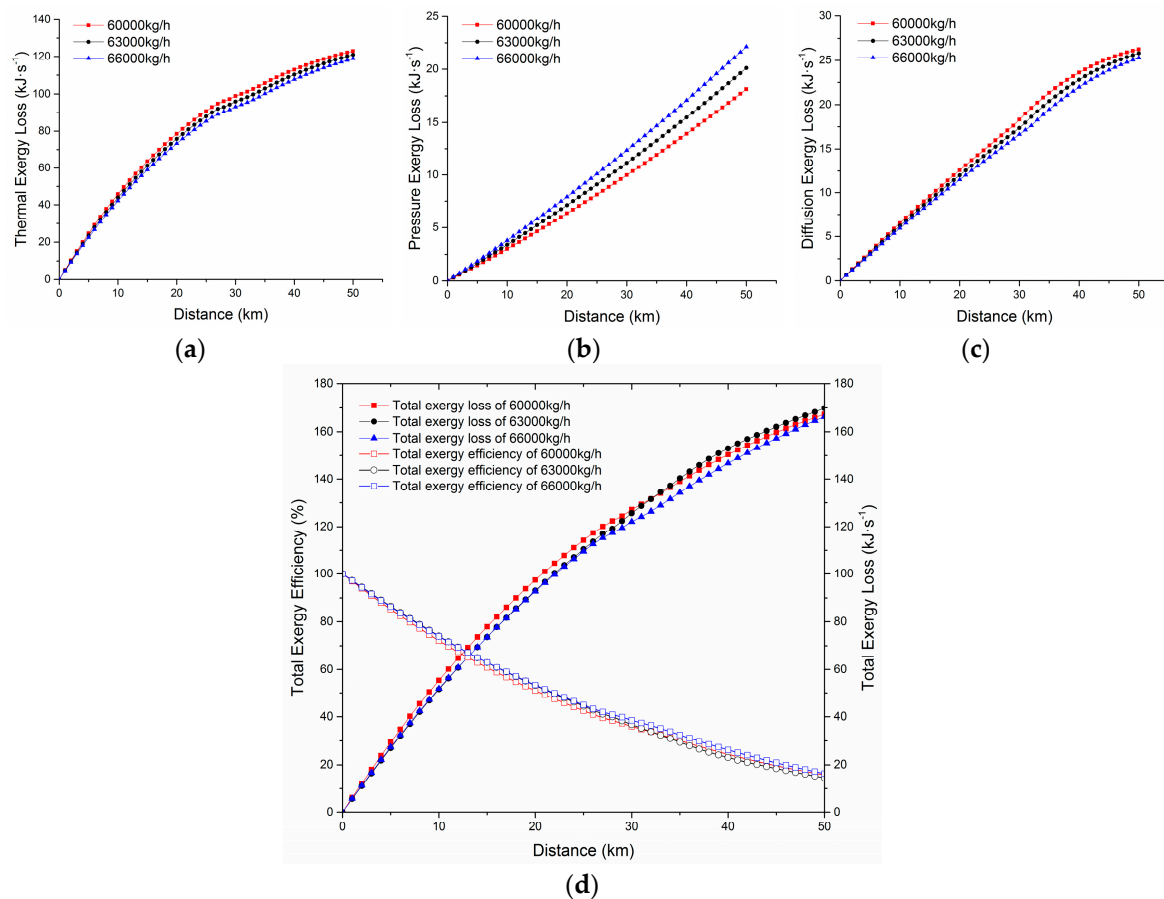 60000kg/h
63000kg/h
66000kg/h
Thermal Exergy Loss (kJ·s⁻¹)
140
120
100
80
60
40
20
0
0 10 20 30 40 50
Distance (km)
(a)
60000kg/h
63000kg/h
66000kg/h
Pressure Exergy Loss (kJ·s⁻¹)
25
20
15
10
5
0
0 10 20 30 40 50
Distance (km)
(b)
60000kg/h
63000kg/h
66000kg/h
Diffusion Exergy Loss (kJ·s⁻¹)
30
25
20
15
10
5
0
0 10 20 30 40 50
Distance (km)
(c)
Total exergy loss of 60000kg/h
Total exergy loss of 63000kg/h
Total exergy loss of 66000kg/h
Total exergy efficiency of 60000kg/h
Total exergy efficiency of 63000kg/h
Total exergy efficiency of 66000kg/h
Total Exergy Efficiency (%)
180
160
140
120
100
80
60
40
20
0
0 10 20 30 40 50
Distance (km)
180
160
140
120
100
80
60
40
20
0
Total Exergy Loss (kJ·s⁻¹)
(d)